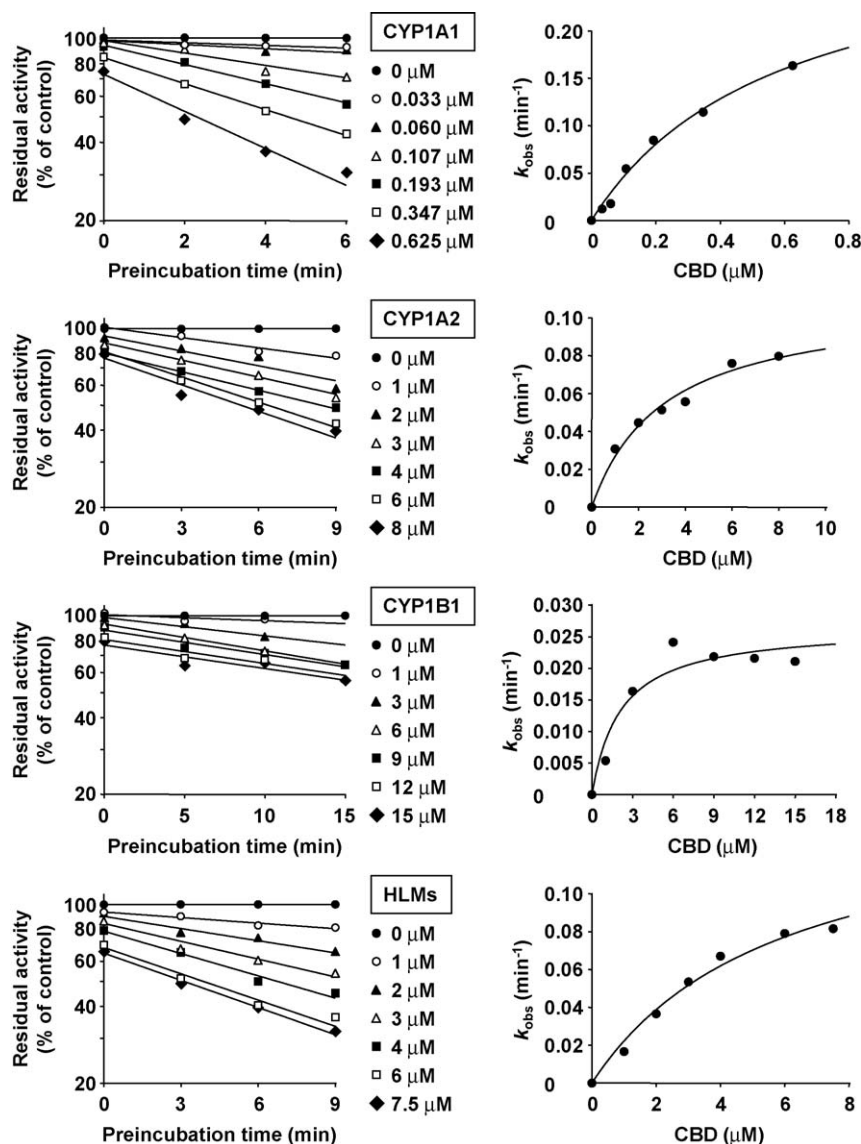 Residual activity
(% of control)
100
80
60
40
20
0
2
4
6
Preincubation time (min)
CYP1A1
0 μM
0.033 μM
0.060 μM
0.107 μM
0.193 μM
0.347 μM
0.625 μM
kobs (min-1)
0.20
0.15
0.10
0.05
0
0
0.2
0.4
0.6
0.8
CBD (μM)
Residual activity
(% of control)
100
80
60
40
20
0
3
6
9
Preincubation time (min)
CYP1A2
0 μM
1 μM
2 μM
3 μM
4 μM
6 μM
8 μM
kobs (min-1)
0.10
0.08
0.06
0.04
0.02
0
0
2
4
6
8
10
CBD (μM)
Residual activity
(% of control)
100
80
60
40
20
0
5
10
15
Preincubation time (min)
CYP1B1
0 μM
1 μM
3 μM
6 μM
9 μM
12 μM
15 μM
kobs (min-1)
0.030
0.025
0.020
0.015
0.010
0.005
0
0
3
6
9
12
15
18
CBD (μM)
Residual activity
(% of control)
100
80
60
40
20
0
3
6
9
Preincubation time (min)
HLMs
0 μM
1 μM
2 μM
3 μM
4 μM
6 μM
7.5 μM
kobs (min-1)
0.10
0.08
0.06
0.04
0.02
0
0
2
4
6
8
CBD (μM)